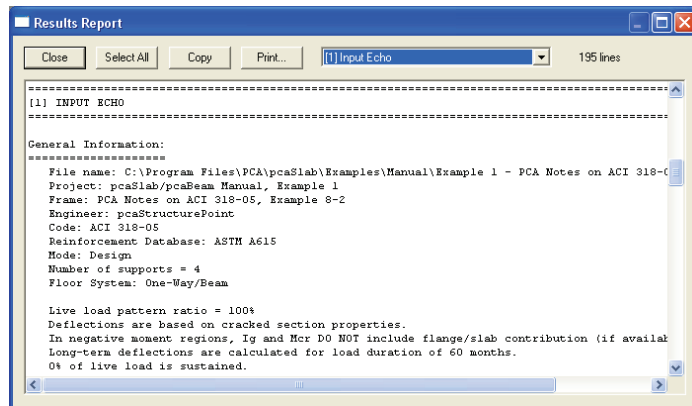 Results Report
Close Select All Copy Print... [1] Input Echo 195 lines
================================================================================
[1] INPUT ECHO
================================================================================
General Information:
====================
File name: C:\Program Files\PCA\pcaSlab\Examples\Manual\Example 1 - PCA Notes on ACI 318-0
Project: pcaSlab/pcaBeam Manual, Example 1
Frame: PCA Notes on ACI 318-05, Example 8-2
Engineer: pcaStructurePoint
Code: ACI 318-05
Reinforcement Database: ASTM A615
Mode: Design
Number of supports = 4
Floor System: One-Way/Beam
Live load pattern ratio = 100%
Deflections are based on cracked section properties.
In negative moment regions, Ig and Mcr DO NOT include flange/slab contribution (if availab
Long-term deflections are calculated for load duration of 60 months.
0% of live load is sustained.